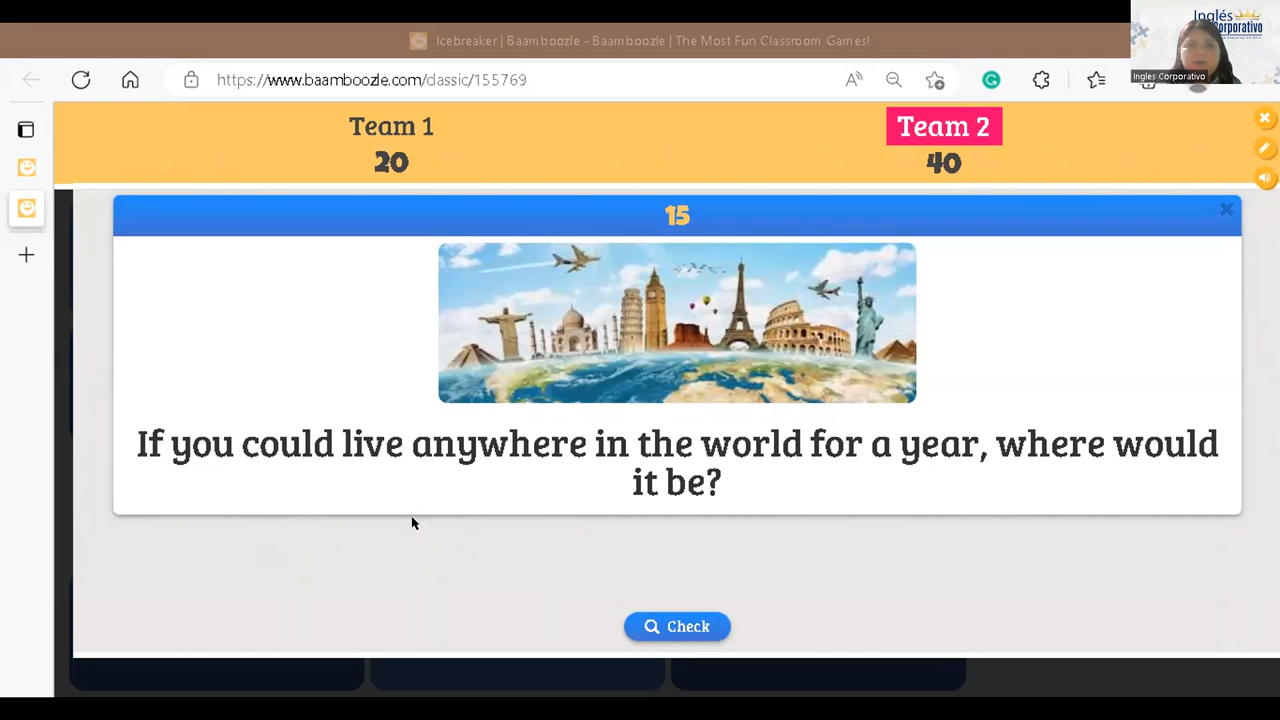 Inglés
Corporativo
Icebreaker | Baamboozle - Baamboozle | The Most Fun Classroom Games!
Ingles Corporativo
https://www.baamboozle.com/classic/155769
Team 1
Team 2
20
40
15
If you could live anywhere in the world for a year, where would
it be?
Check